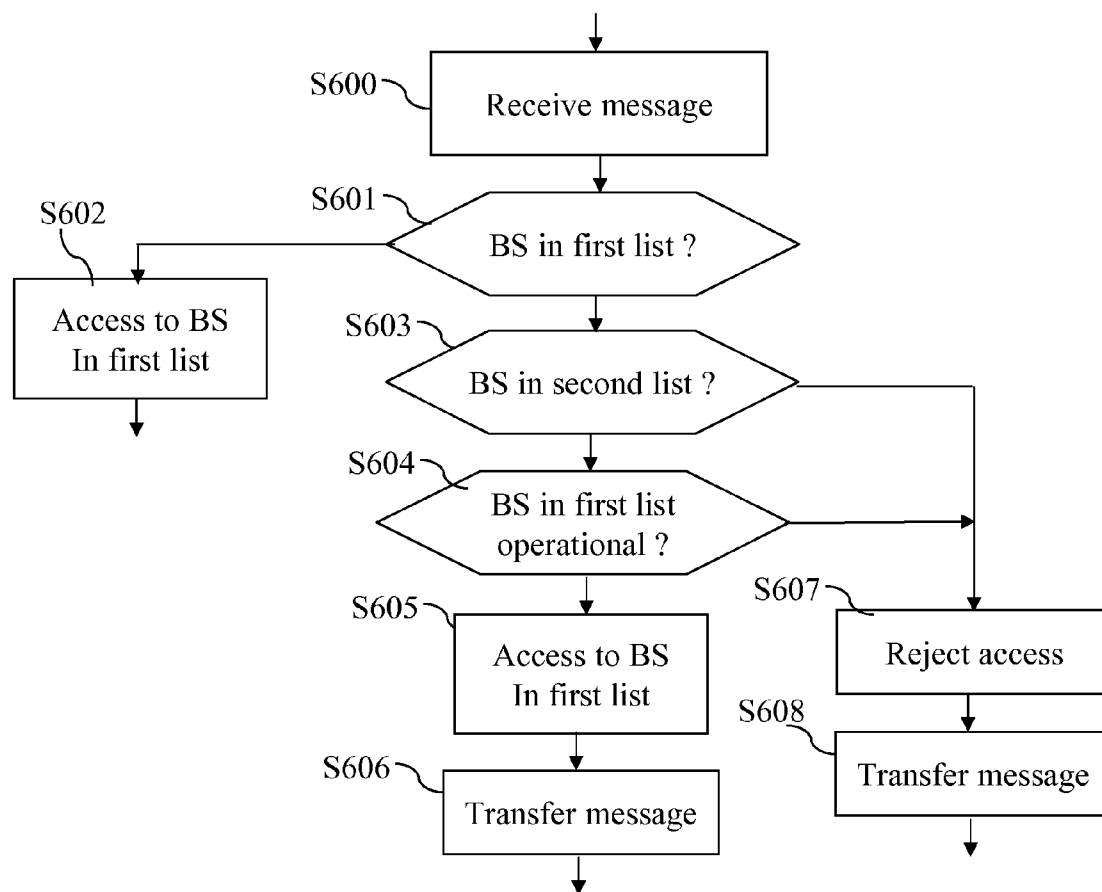 S600
Receive message
S601
BS in first list ?
S602
Access to BS
In first list
S603
BS in second list ?
S604
BS in first list
operational ?
S605
Access to BS
In first list
S607
Reject access
S606
Transfer message
S608
Transfer message